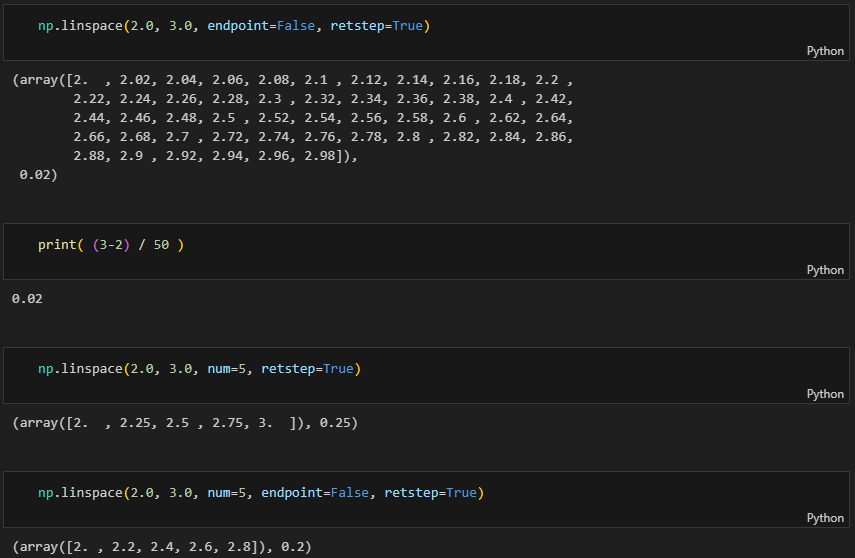 np.linspace(2.0, 3.0, endpoint=False, retstep=True)
Python
(array([2.  , 2.02, 2.04, 2.06, 2.08, 2.1 , 2.12, 2.14, 2.16, 2.18, 2.2 ,
        2.22, 2.24, 2.26, 2.28, 2.3 , 2.32, 2.34, 2.36, 2.38, 2.4 , 2.42,
        2.44, 2.46, 2.48, 2.5 , 2.52, 2.54, 2.56, 2.58, 2.6 , 2.62, 2.64,
        2.66, 2.68, 2.7 , 2.72, 2.74, 2.76, 2.78, 2.8 , 2.82, 2.84, 2.86,
        2.88, 2.9 , 2.92, 2.94, 2.96, 2.98]),
 0.02)
print( (3-2) / 50 )
Python
0.02
np.linspace(2.0, 3.0, num=5, retstep=True)
Python
(array([2.  , 2.25, 2.5 , 2.75, 3.  ]), 0.25)
np.linspace(2.0, 3.0, num=5, endpoint=False, retstep=True)
Python
(array([2. , 2.2, 2.4, 2.6, 2.8]), 0.2)